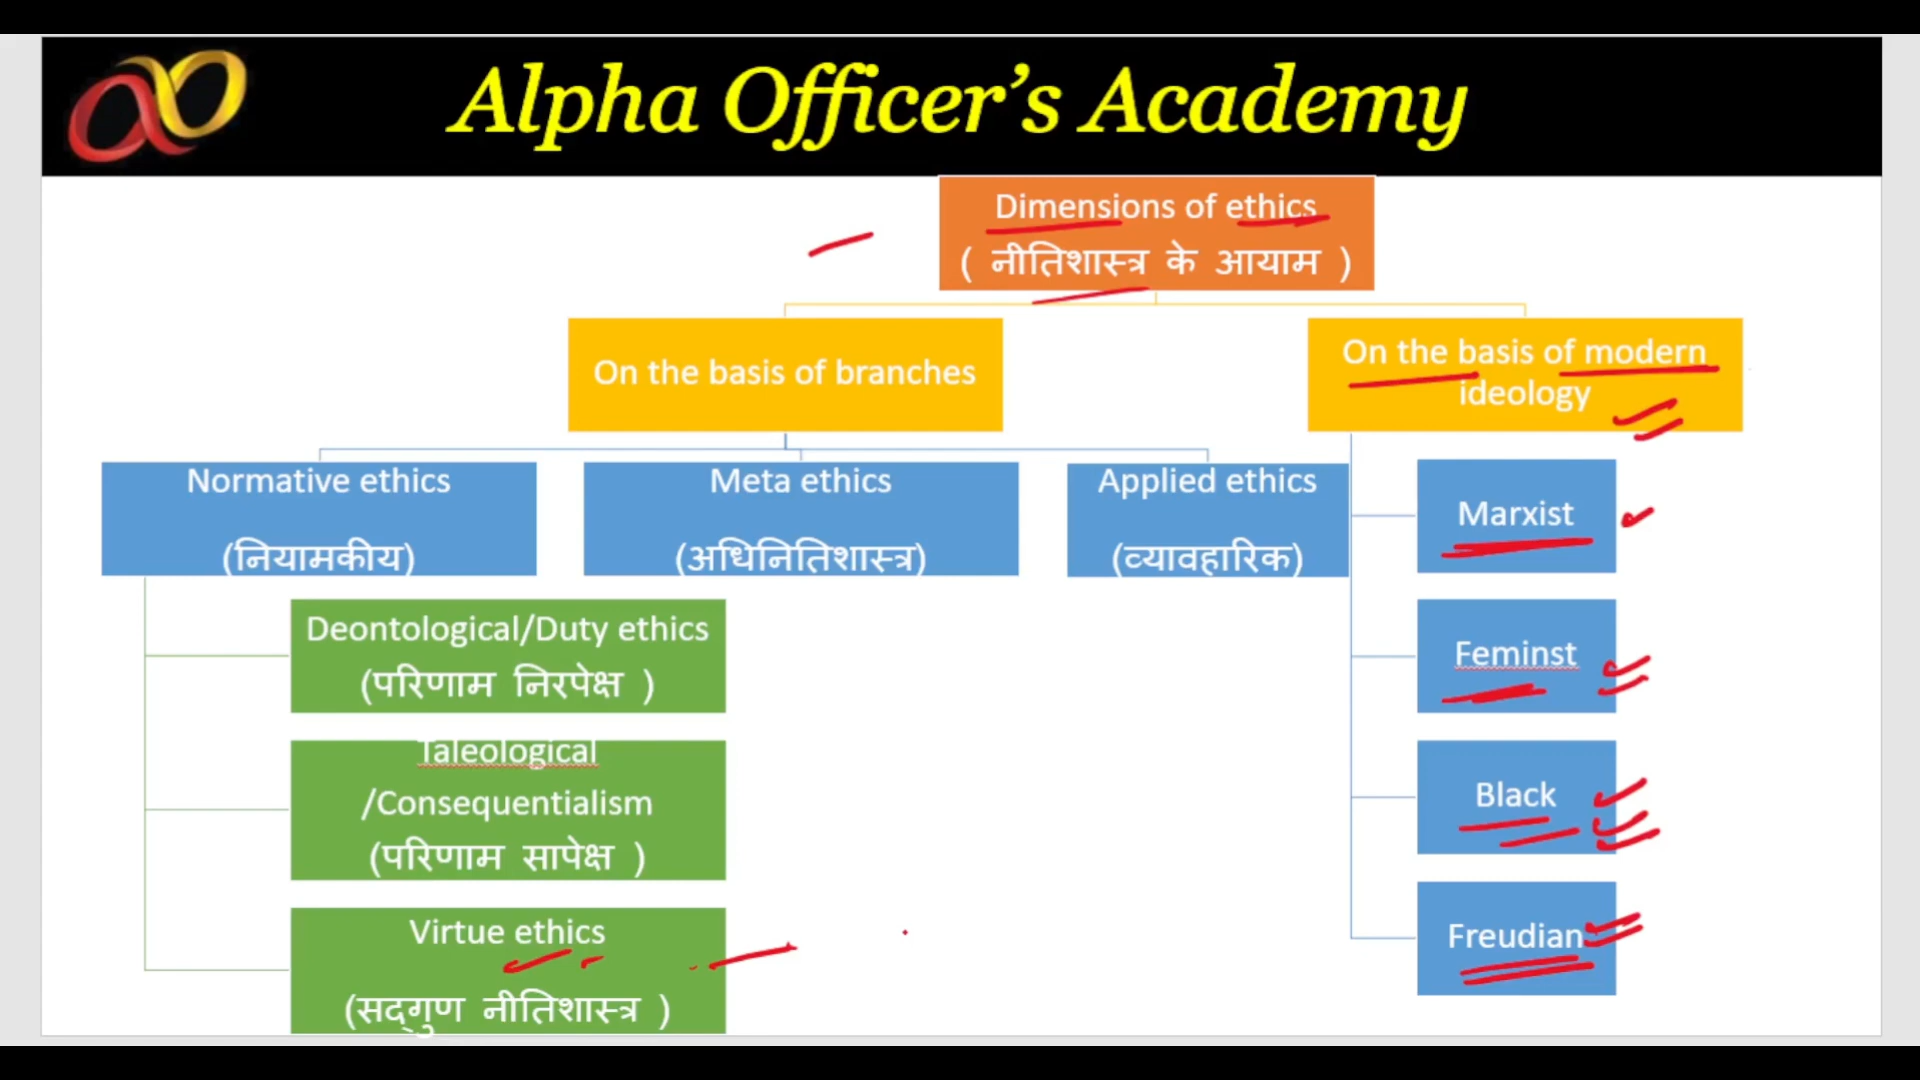 Alpha Officer's Academy
Dimensions of ethics
( नीतिशास्त्र के आयाम )
On the basis of branches
On the basis of modern
ideology
Normative ethics
(नियामकीय)
Meta ethics
(अधिनितिशास्त्र)
Applied ethics
(व्यावहारिक)
Deontological/Duty ethics
(परिणाम निरपेक्ष )
Taleological
/Consequentialism
(परिणाम सापेक्ष )
Virtue ethics
(सद्‌गुण नीतिशास्त्र )
Marxist
Feminst
Black
Freudian